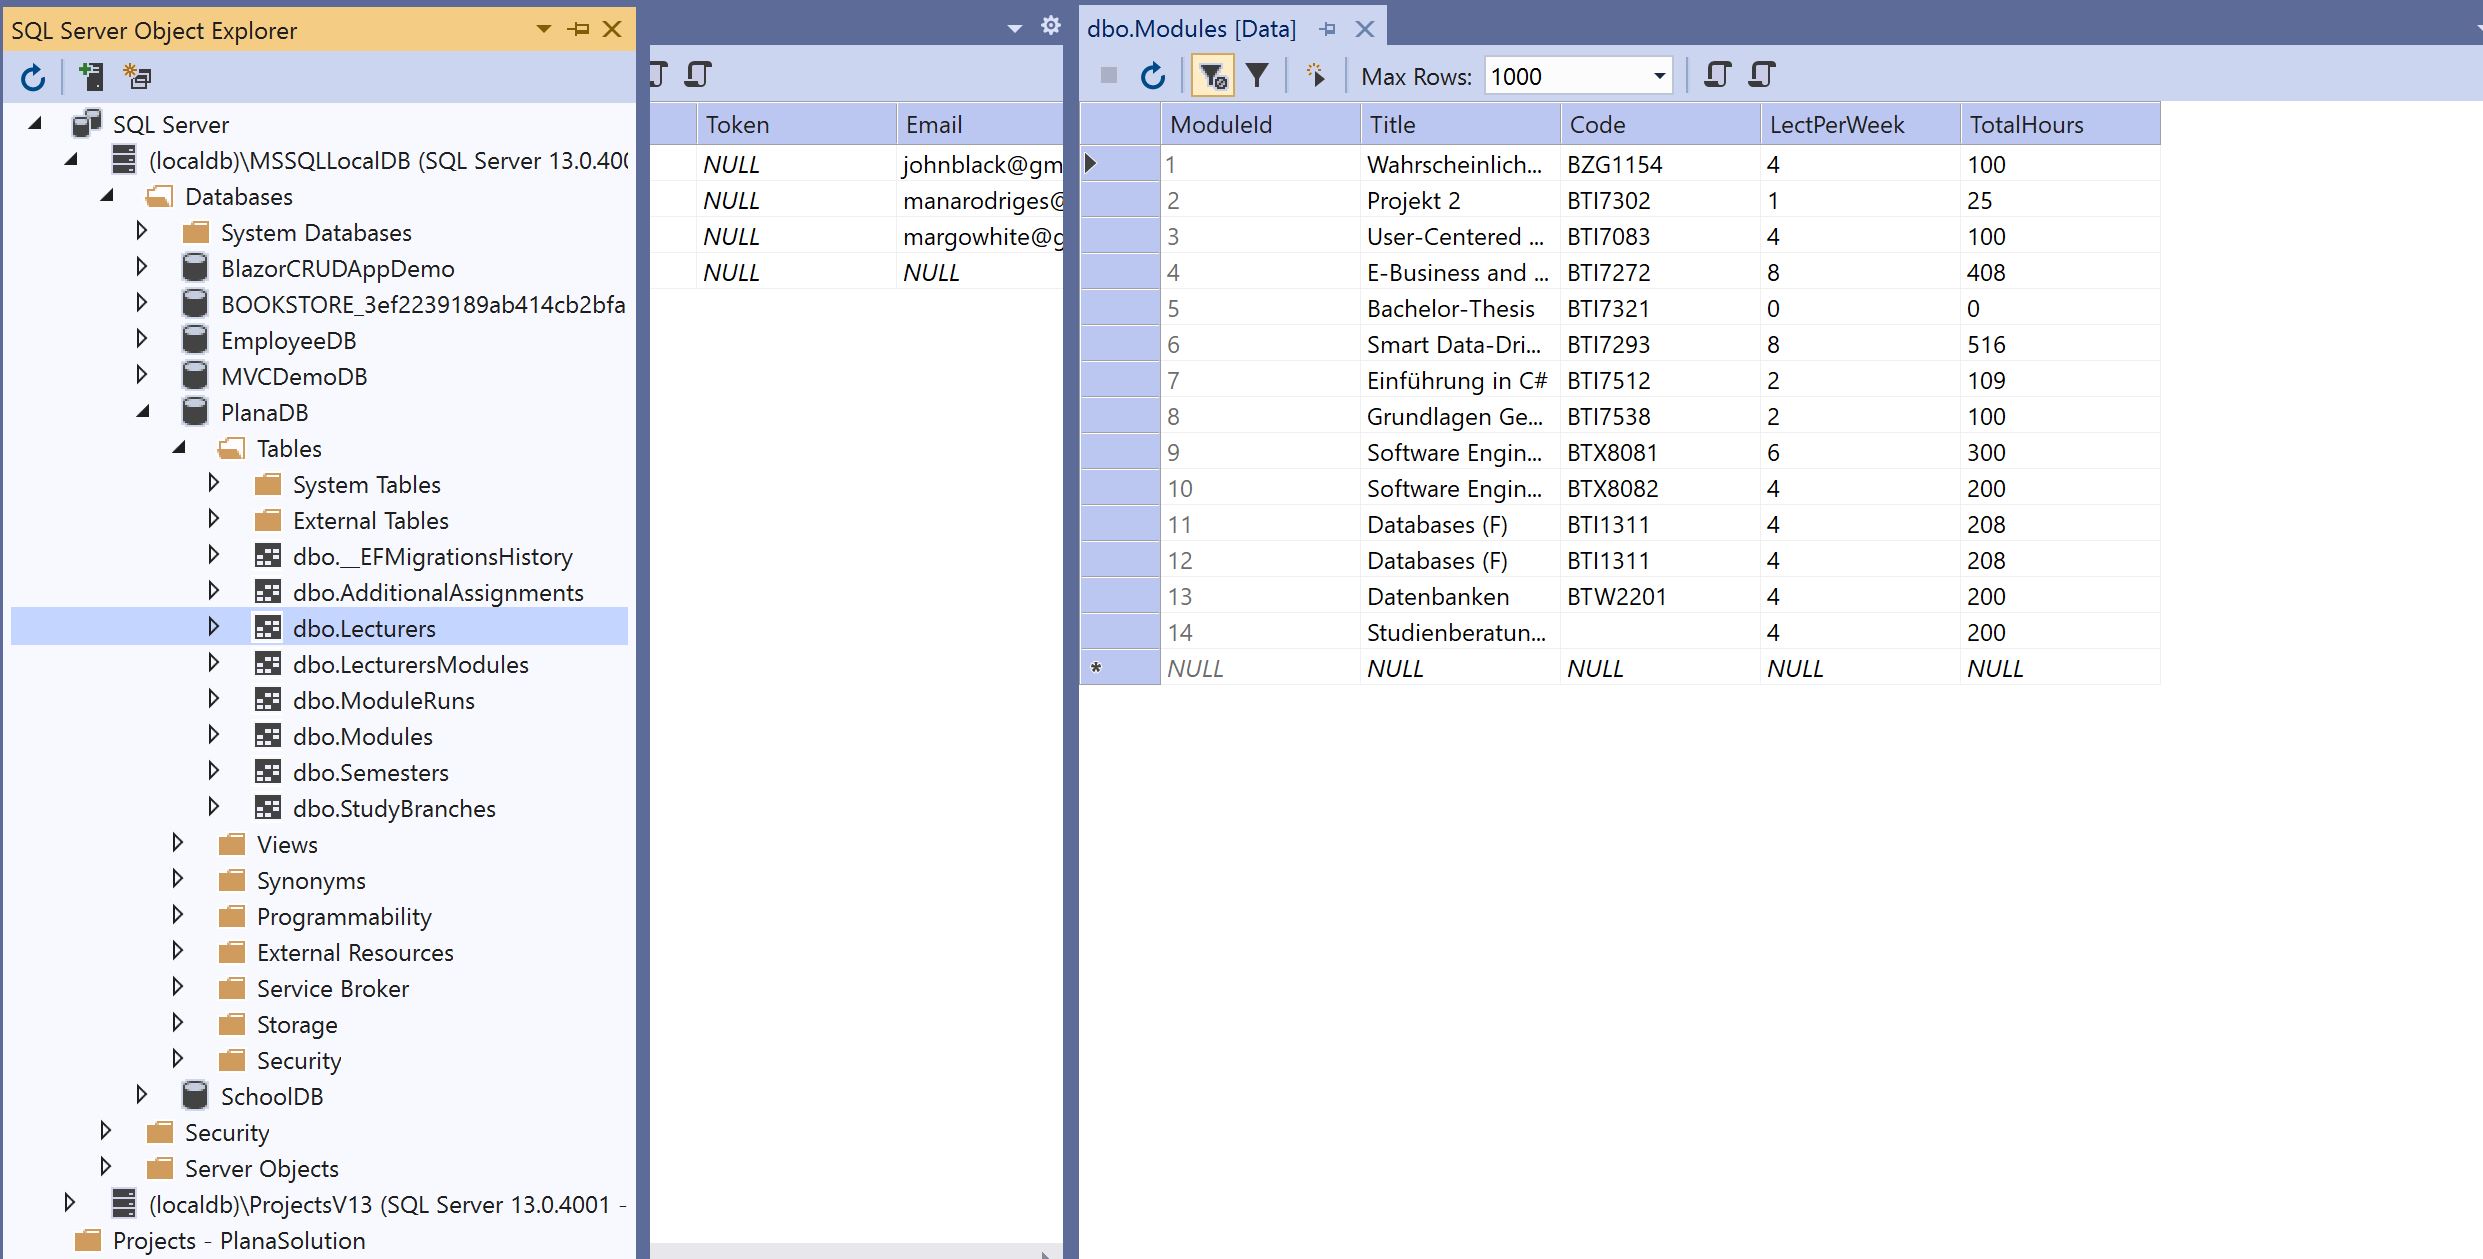 SQL Server Object Explorer
SQL Server
(localdb)\MSSQLLocalDB (SQL Server 13.0.400
Databases
System Databases
BlazorCRUDAppDemo
BOOKSTORE_3ef2239189ab414cb2bfa
EmployeeDB
MVCDemoDB
PlanaDB
Tables
System Tables
External Tables
dbo.__EFMigrationsHistory
dbo.AdditionalAssignments
dbo.Lecturers
dbo.LecturersModules
dbo.ModuleRuns
dbo.Modules
dbo.Semesters
dbo.StudyBranches
Views
Synonyms
Programmability
External Resources
Service Broker
Storage
Security
SchoolDB
Security
Server Objects
(localdb)\ProjectsV13 (SQL Server 13.0.4001 -
Projects - PlanaSolution
Token Email
NULL johnblack@gm
NULL manarodriges@
NULL margowhite@g
NULL NULL
dbo.Modules [Data]
Max Rows: 1000
ModuleId Title Code LectPerWeek TotalHours
1 Wahrscheinlich... BZG1154 4 100
2 Projekt 2 BTI7302 1 25
3 User-Centered ... BTI7083 4 100
4 E-Business and ... BTI7272 8 408
5 Bachelor-Thesis BTI7321 0 0
6 Smart Data-Dri... BTI7293 8 516
7 Einführung in C# BTI7512 2 109
8 Grundlagen Ge... BTI7538 2 100
9 Software Engin... BTX8081 6 300
10 Software Engin... BTX8082 4 200
11 Databases (F) BTI1311 4 208
12 Databases (F) BTI1311 4 208
13 Datenbanken BTW2201 4 200
14 Studienberatun... 4 200
* NULL NULL NULL NULL NULL